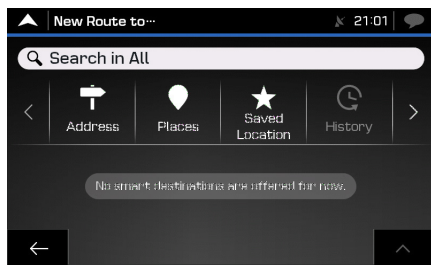 New Route to...
21:01
Search in All
Address
Places
Saved
Location
History
No smart destinations are offered for now.